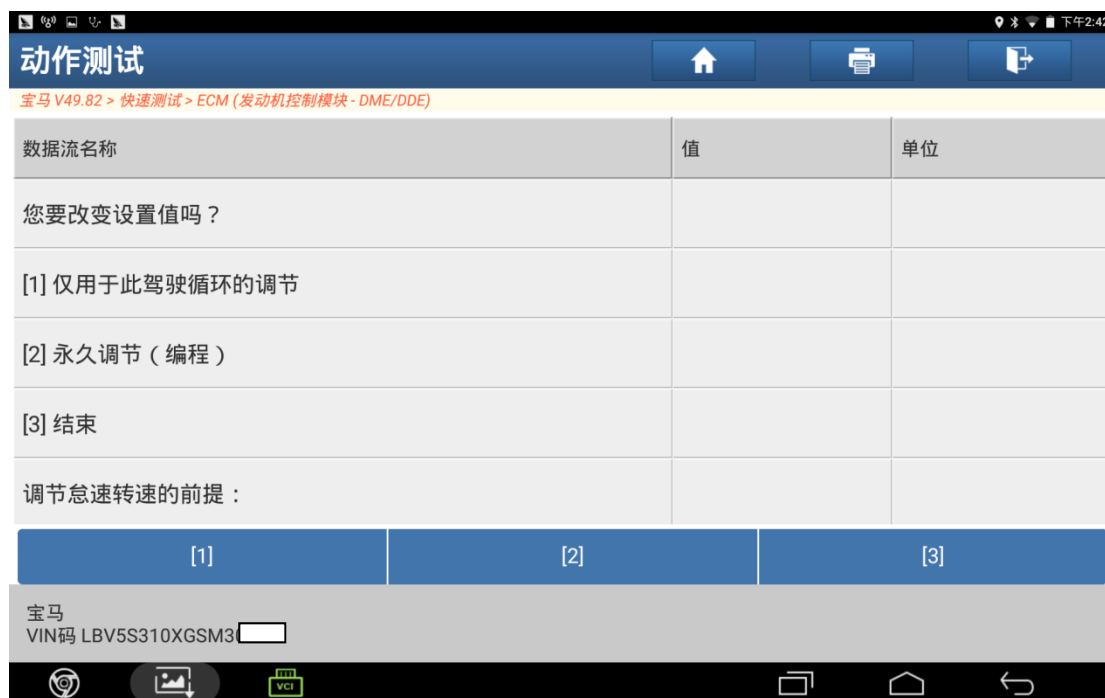 下午2:42
动作测试
宝马 V49.82 > 快速测试 > ECM (发动机控制模块 - DME/DDE)
数据流名称 值 单位
您要改变设置值吗？
[1] 仅用于此驾驶循环的调节
[2] 永久调节（编程）
[3] 结束
调节怠速转速的前提：
[1] [2] [3]
宝马
VIN码 LBV5S310XGSM3
VCI